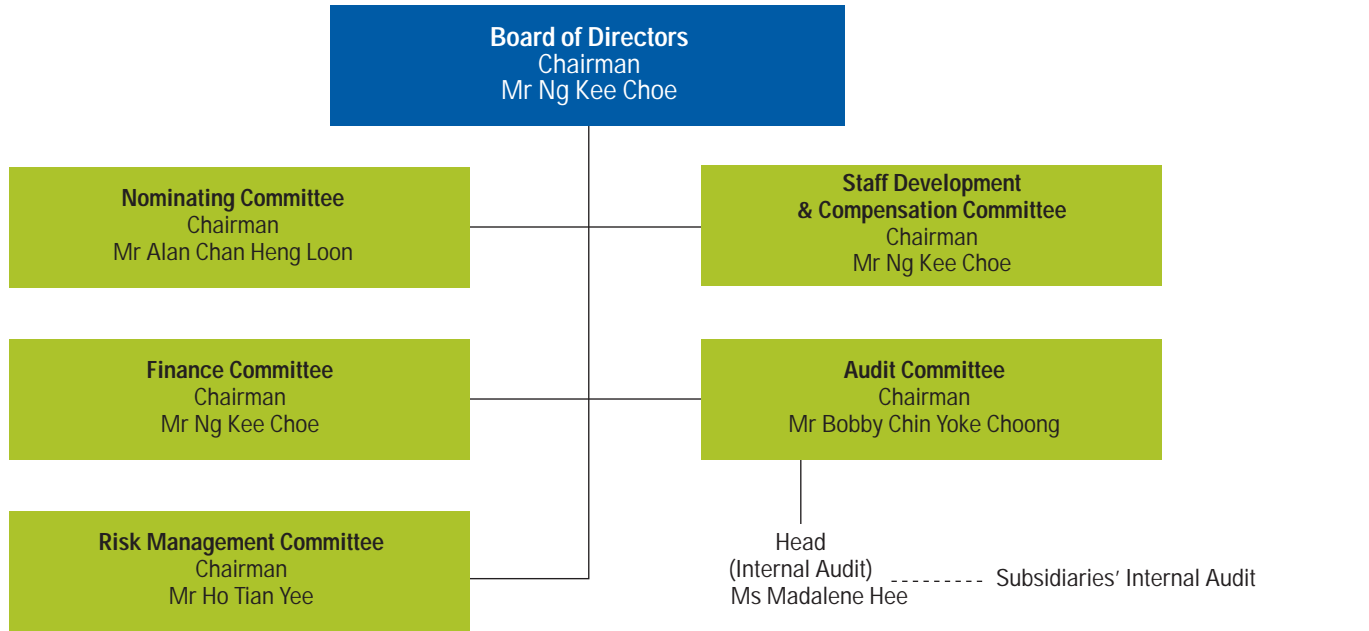 Board of Directors
Chairman
Mr Ng Kee Choe
Nominating Committee
Chairman
Mr Alan Chan Heng Loon
Staff Development
& Compensation Committee
Chairman
Mr Ng Kee Choe
Finance Committee
Chairman
Mr Ng Kee Choe
Audit Committee
Chairman
Mr Bobby Chin Yoke Choong
Risk Management Committee
Chairman
Mr Ho Tian Yee
Head
(Internal Audit)
Ms Madalene Hee
Subsidiaries’ Internal Audit